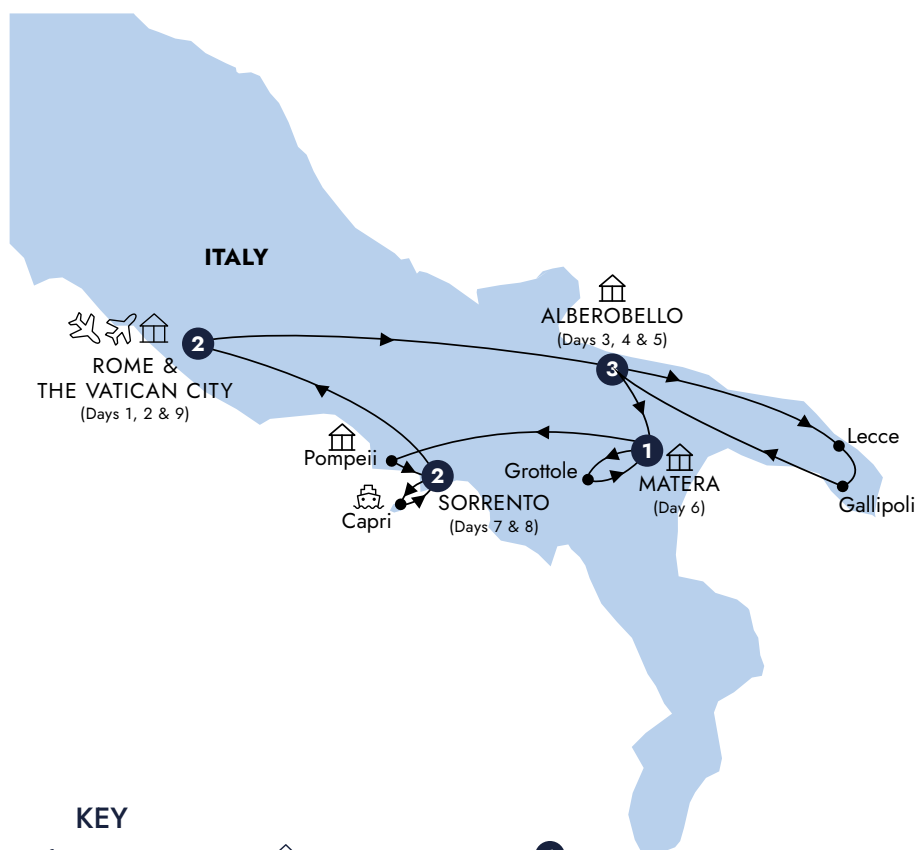 ITALY
ALBEROBELLO
(Days 3, 4 & 5)
2
ROME &
THE VATICAN CITY
(Days 1, 2 & 9)
3
Lecce
Pompeii
1
Grottole
MATERA
(Day 6)
2
SORRENTO
(Days 7 & 8)
Capri
Gallipoli
KEY